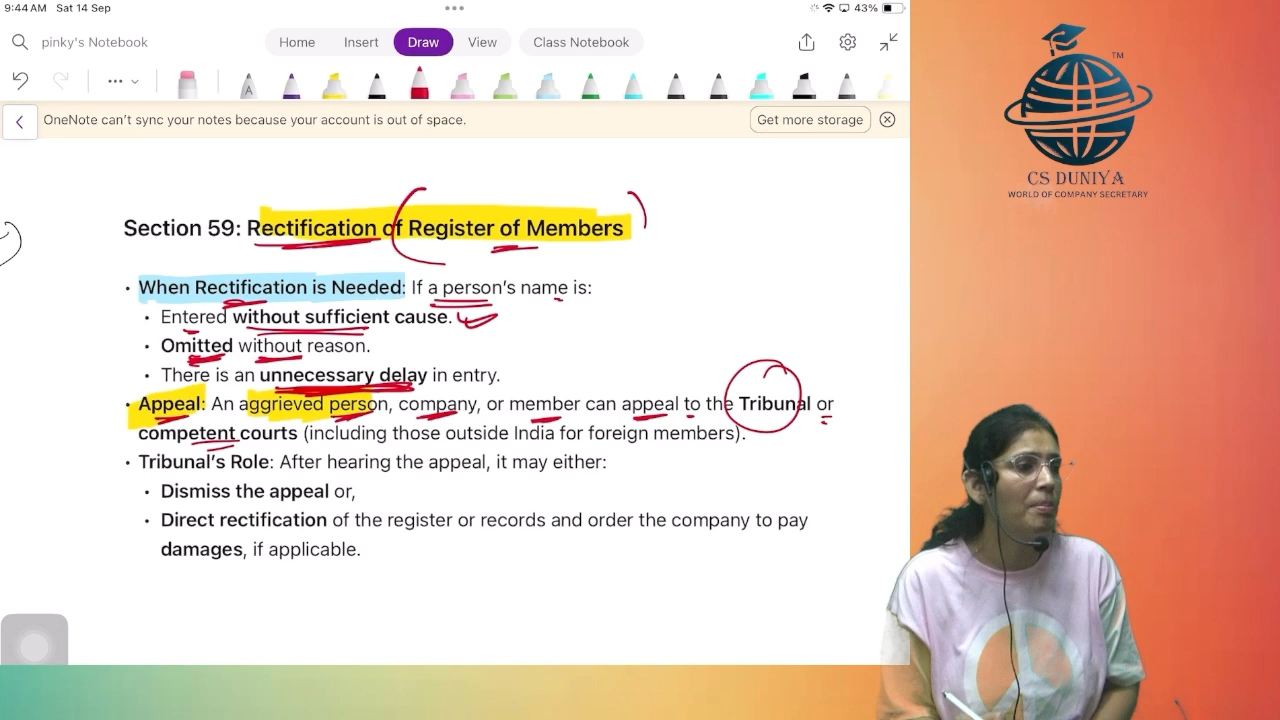 9:44 AM Sat 14 Sep
43%
pinky's Notebook
Home Insert Draw View Class Notebook
A
OneNote can't sync your notes because your account is out of space.
Get more storage
TM
CS DUNIYA
WORLD OF COMPANY SECRETARY
Section 59: Rectification of Register of Members
• When Rectification is Needed: If a person's name is:
• Entered without sufficient cause.
• Omitted without reason.
• There is an unnecessary delay in entry.
• Appeal: An aggrieved person, company, or member can appeal to the Tribunal or
competent courts (including those outside India for foreign members).
• Tribunal's Role: After hearing the appeal, it may either:
• Dismiss the appeal or,
• Direct rectification of the register or records and order the company to pay
damages, if applicable.